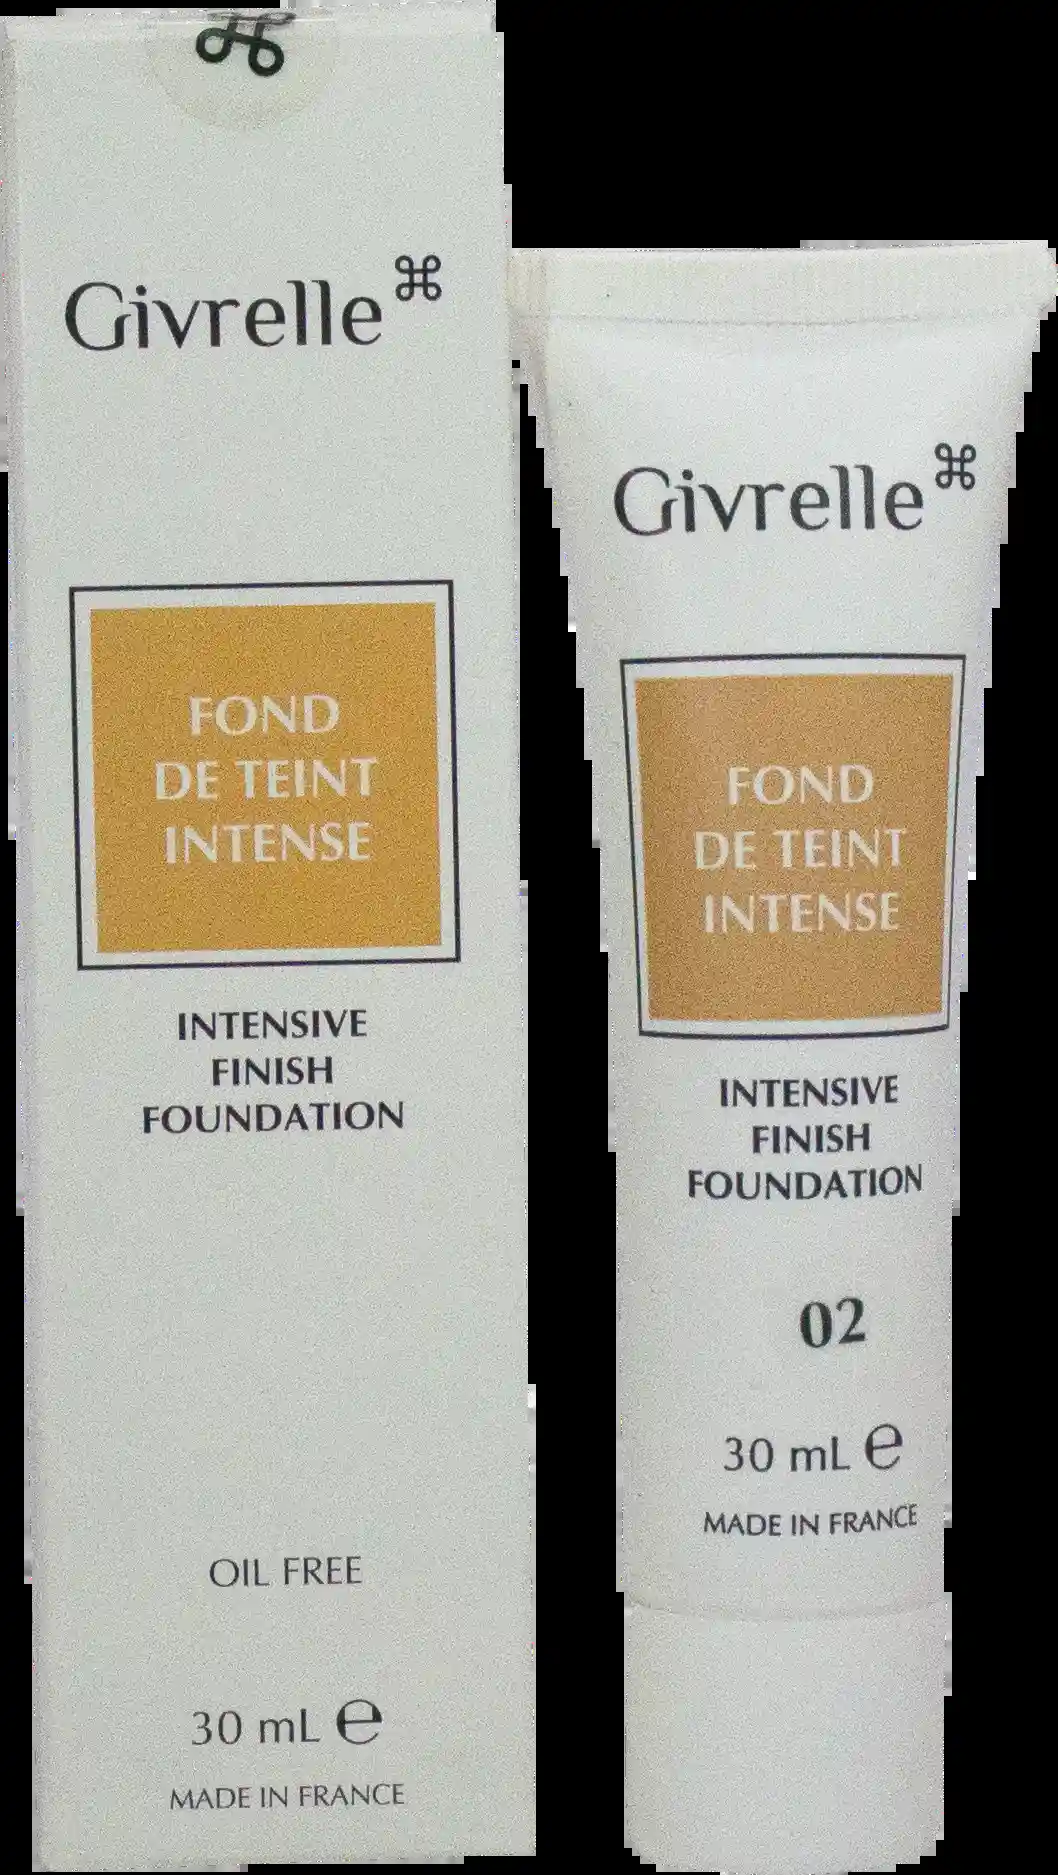 Givrelle
FOND
DE TEINT
INTENSE
INTENSIVE
FINISH
FOUNDATION
OIL FREE
30 mL ℮
MADE IN FRANCE
Givrelle
FOND
DE TEINT
INTENSE
INTENSIVE
FINISH
FOUNDATION
02
30 mL ℮
MADE IN FRANCE